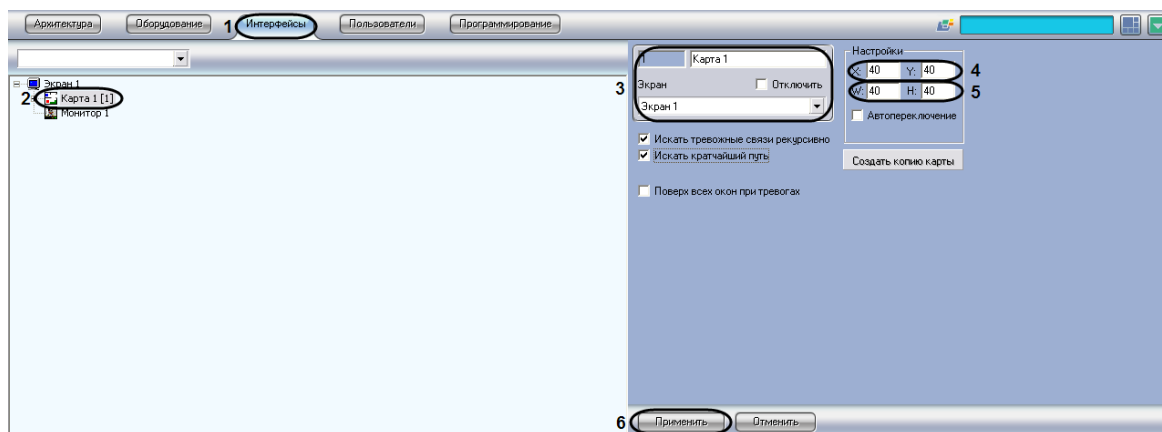 Архитектура Оборудование 1 Интерфейсы Пользователи Программирование
Экран 1
2 Карта 1 [1]
Монитор 1
1 Карта 1
3 Экран Отключить
Экран 1
Искать тревожные связи рекурсивно
Искать кратчайший путь
Поверх всех окон при тревогах
Настройки
X: 40 Y: 40 4
W: 40 H: 40 5
Автопереключение
Создать копию карты
6 Применить Отменить